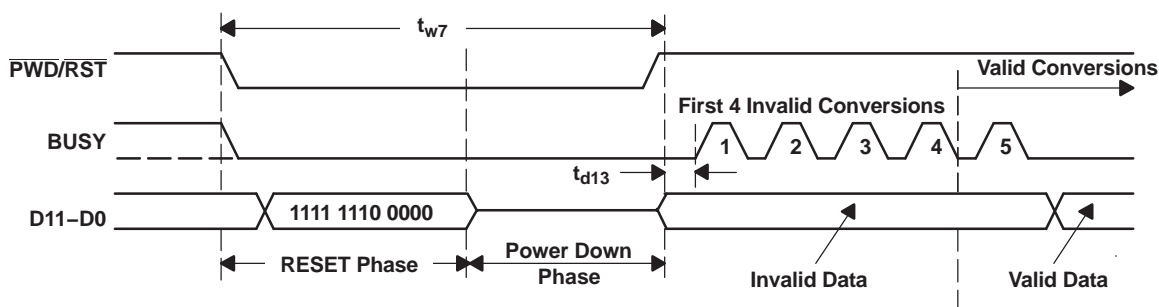 tw7
PWD/RST
Valid Conversions
First 4 Invalid Conversions
BUSY
1 2 3 4 5
td13
D11–D0
1111 1110 0000
RESET Phase
Power Down
Phase
Invalid Data
Valid Data